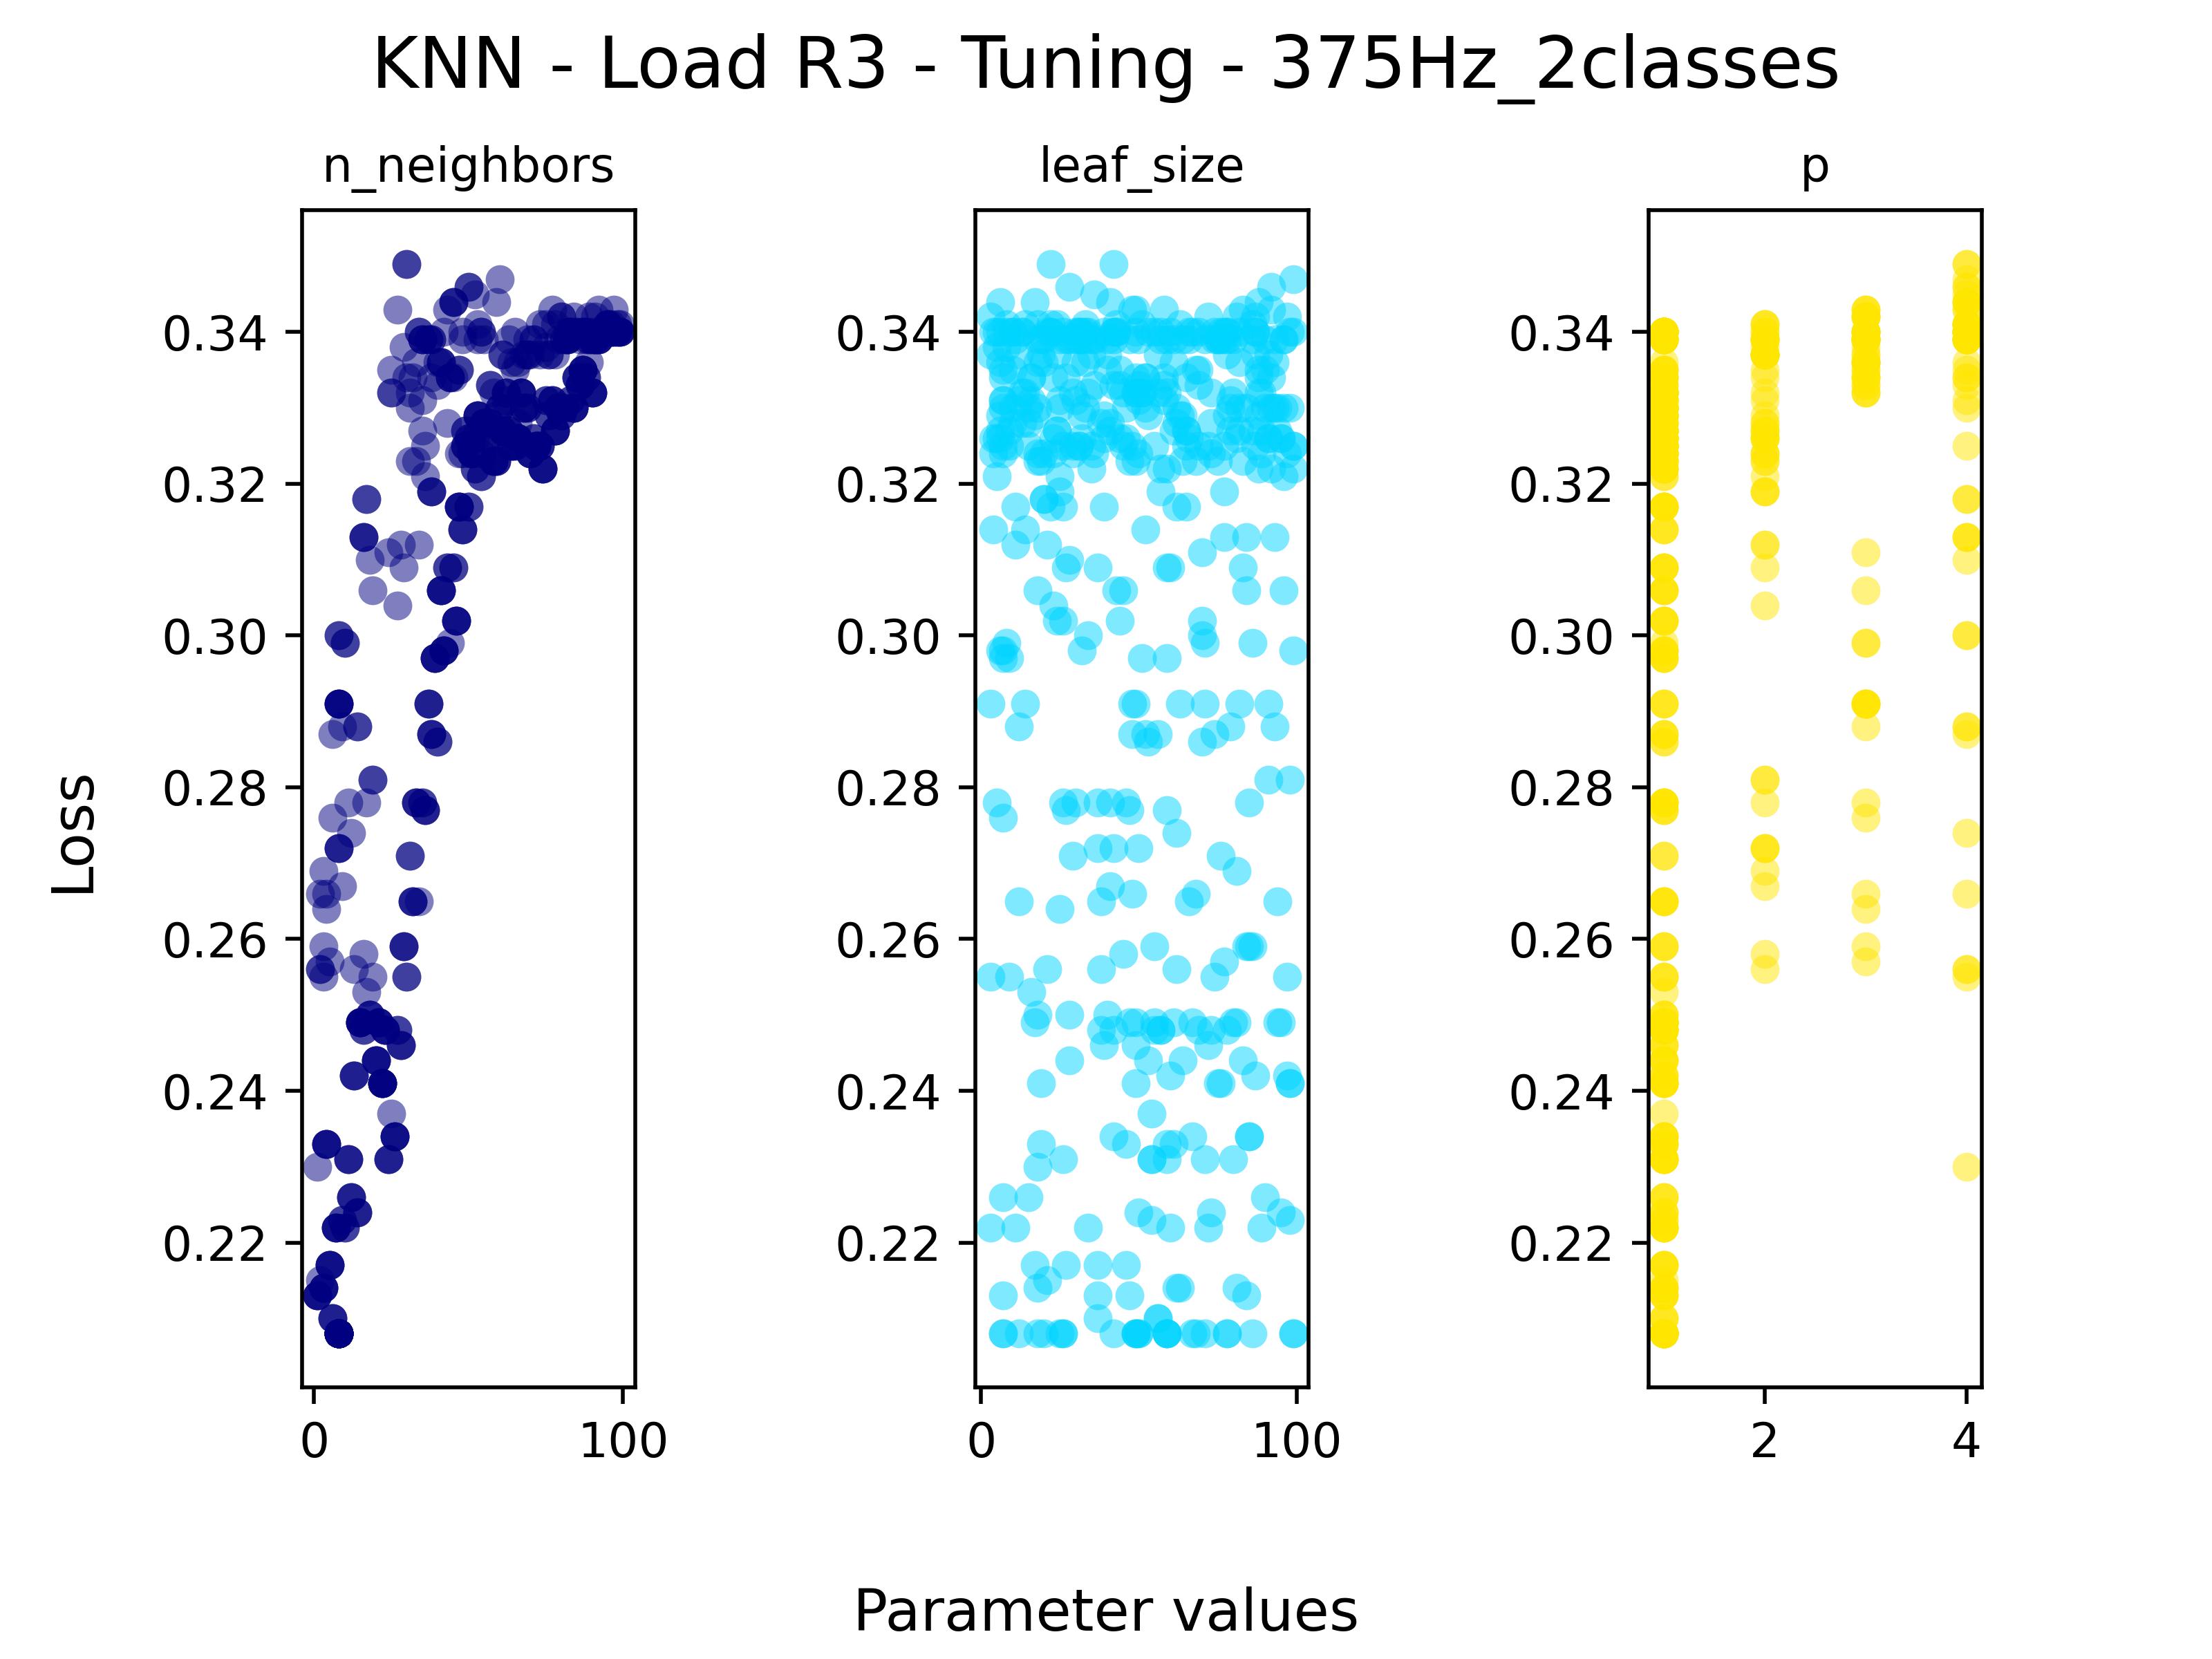 KNN - Load R3 - Tuning - 375Hz_2classes
n_neighbors
leaf_size
p
0.34 0.34 0.34
0.32 0.32 0.32
0.30 0.30 0.30
0.28 0.28 0.28
0.26 0.26 0.26
0.24 0.24 0.24
0.22 0.22 0.22
Loss
0 100 0 100 2 4
Parameter values